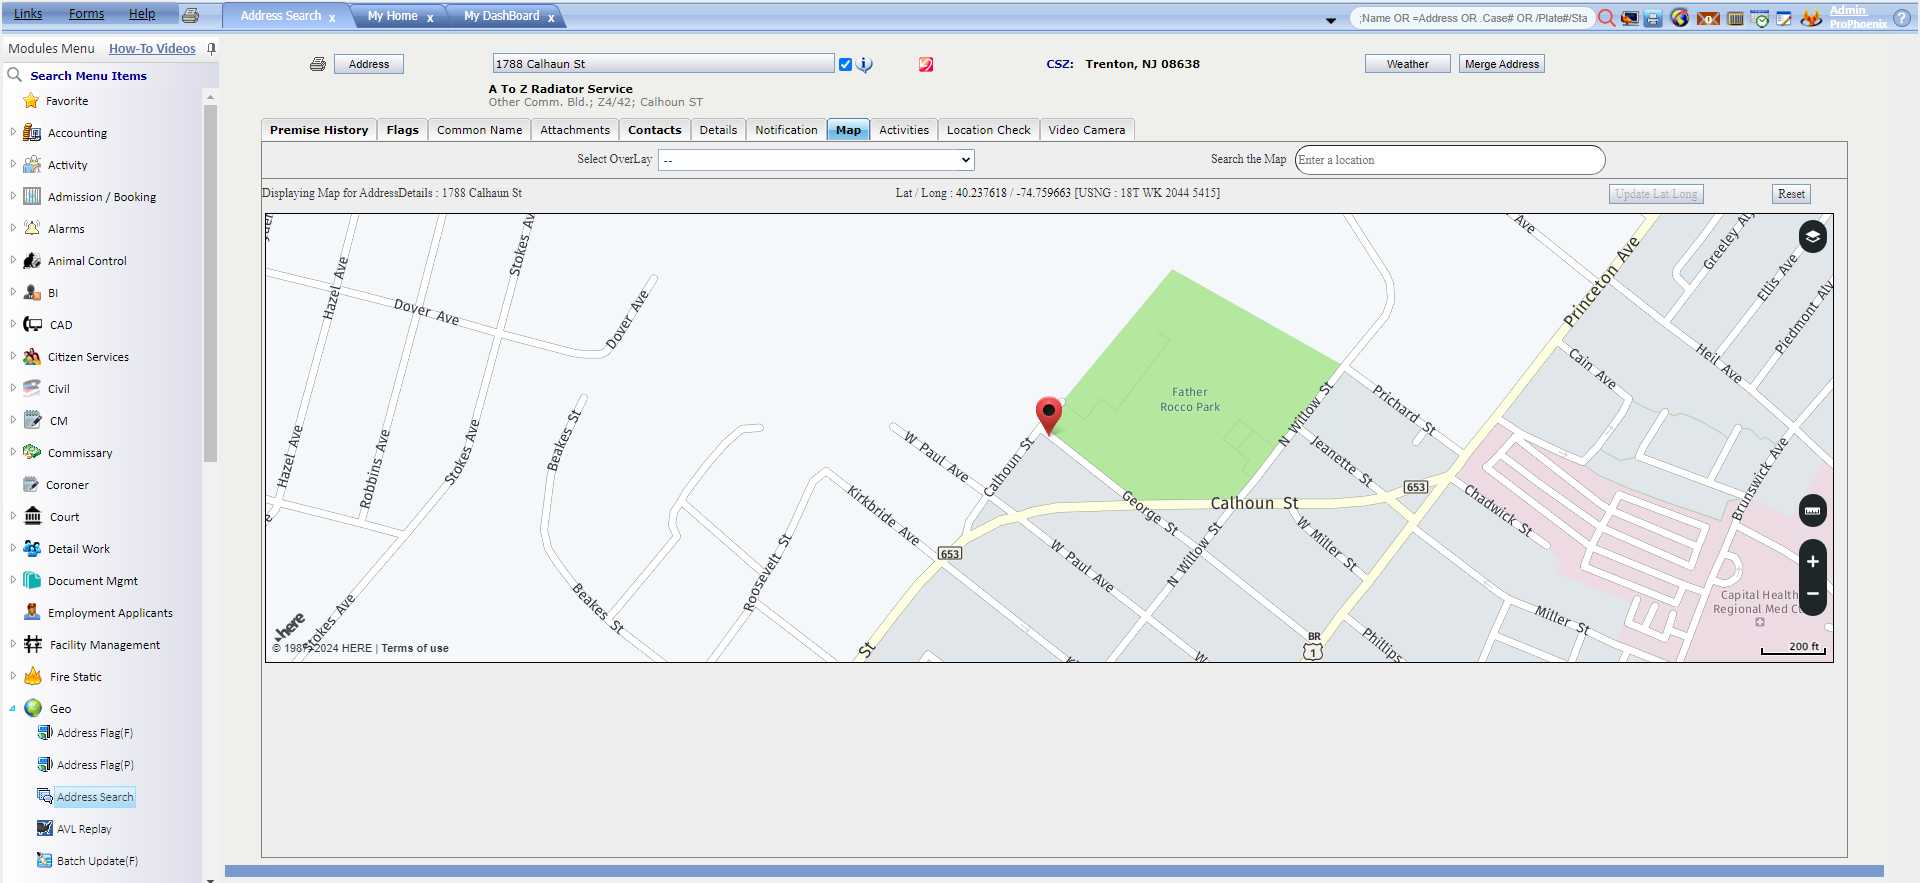 Links Forms Help
Address Search x My Home x My DashBoard x
;Name OR =Address OR .Case# OR /Plate#/Sta
Admin
ProPhoenix
Modules Menu How-To Videos
Search Menu Items
Favorite
Accounting
Activity
Admission / Booking
Alarms
Animal Control
BI
CAD
Citizen Services
Civil
CM
Commissary
Coroner
Court
Detail Work
Document Mgmt
Employment Applicants
Facility Management
Fire Static
Geo
Address Flag(F)
Address Flag(P)
Address Search
AVL Replay
Batch Update(F)
Address 1788 Calhaun St CSZ: Trenton, NJ 08638 Weather Merge Address
A To Z Radiator Service
Other Comm. Bld.; Z4/42; Calhoun ST
Premise History Flags Common Name Attachments Contacts Details Notification Map Activities Location Check Video Camera
Select OverLay -- Search the Map Enter a location
Displaying Map for AddressDetails : 1788 Calhaun St Lat / Long : 40.237618 / -74.759663 [USNG : 18T WK 2044 5415] Update Lat Long Reset
Hazel Ave
Dover Ave
Stokes Ave
Dover Ave
Ave
Princeton Ave
Greeley Aly
Ellis Ave
Piedmont Aly
Hazel Ave
Robbins Ave
Stokes Ave
Beakes St
W Paul Ave
Calhoun St
Father
Rocco Park
N Willow St
Prichard St
Cain Ave
Heil Ave
Jeanette St
Kirkbride Ave
George St
Calhoun St
653
Chadwick St
Brunswick Ave
653
W Paul Ave
N Willow St
W Miller St
Roosevelt St
Beakes St
Stokes Ave
St
BR
1
Phillips
Miller St
Capital Health
Regional Med C
here
© 1987-2024 HERE | Terms of use
200 ft